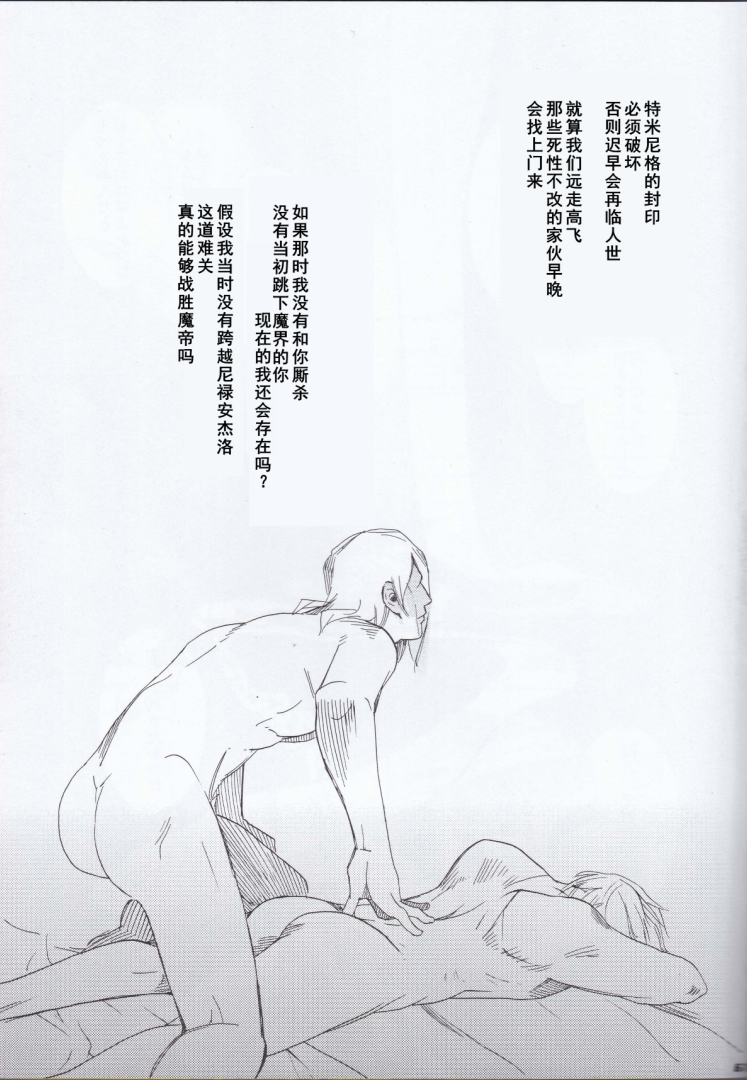 特米尼格的封印
必须破坏
否则迟早会再临人世
就算我们远走高飞
那些死性不改的家伙早晚
会找上门来
如果那时我没有和你厮杀
没有当初跳下魔界的你
现在的我还会存在吗？
假设我当时没有跨越尼禄安杰洛
这道难关
真的能够战胜魔帝吗